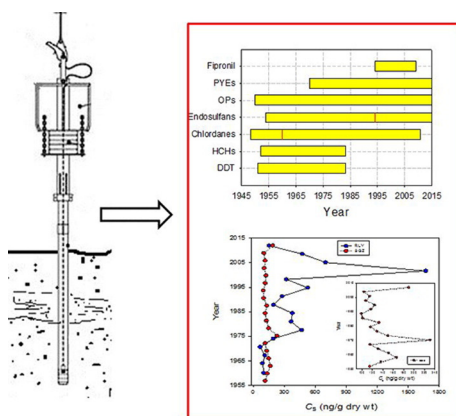 Fipronil
PYEs
OPs
Endosulfans
Chlordanes
HCHs
DDT
1945 1955 1965 1975 1985 1995 2005 2015
Year
2015
2005
1995
1985
1975
1965
1955
Year
0 300 600 900 1200 1500 1800
Cs (ng/g dry wt)